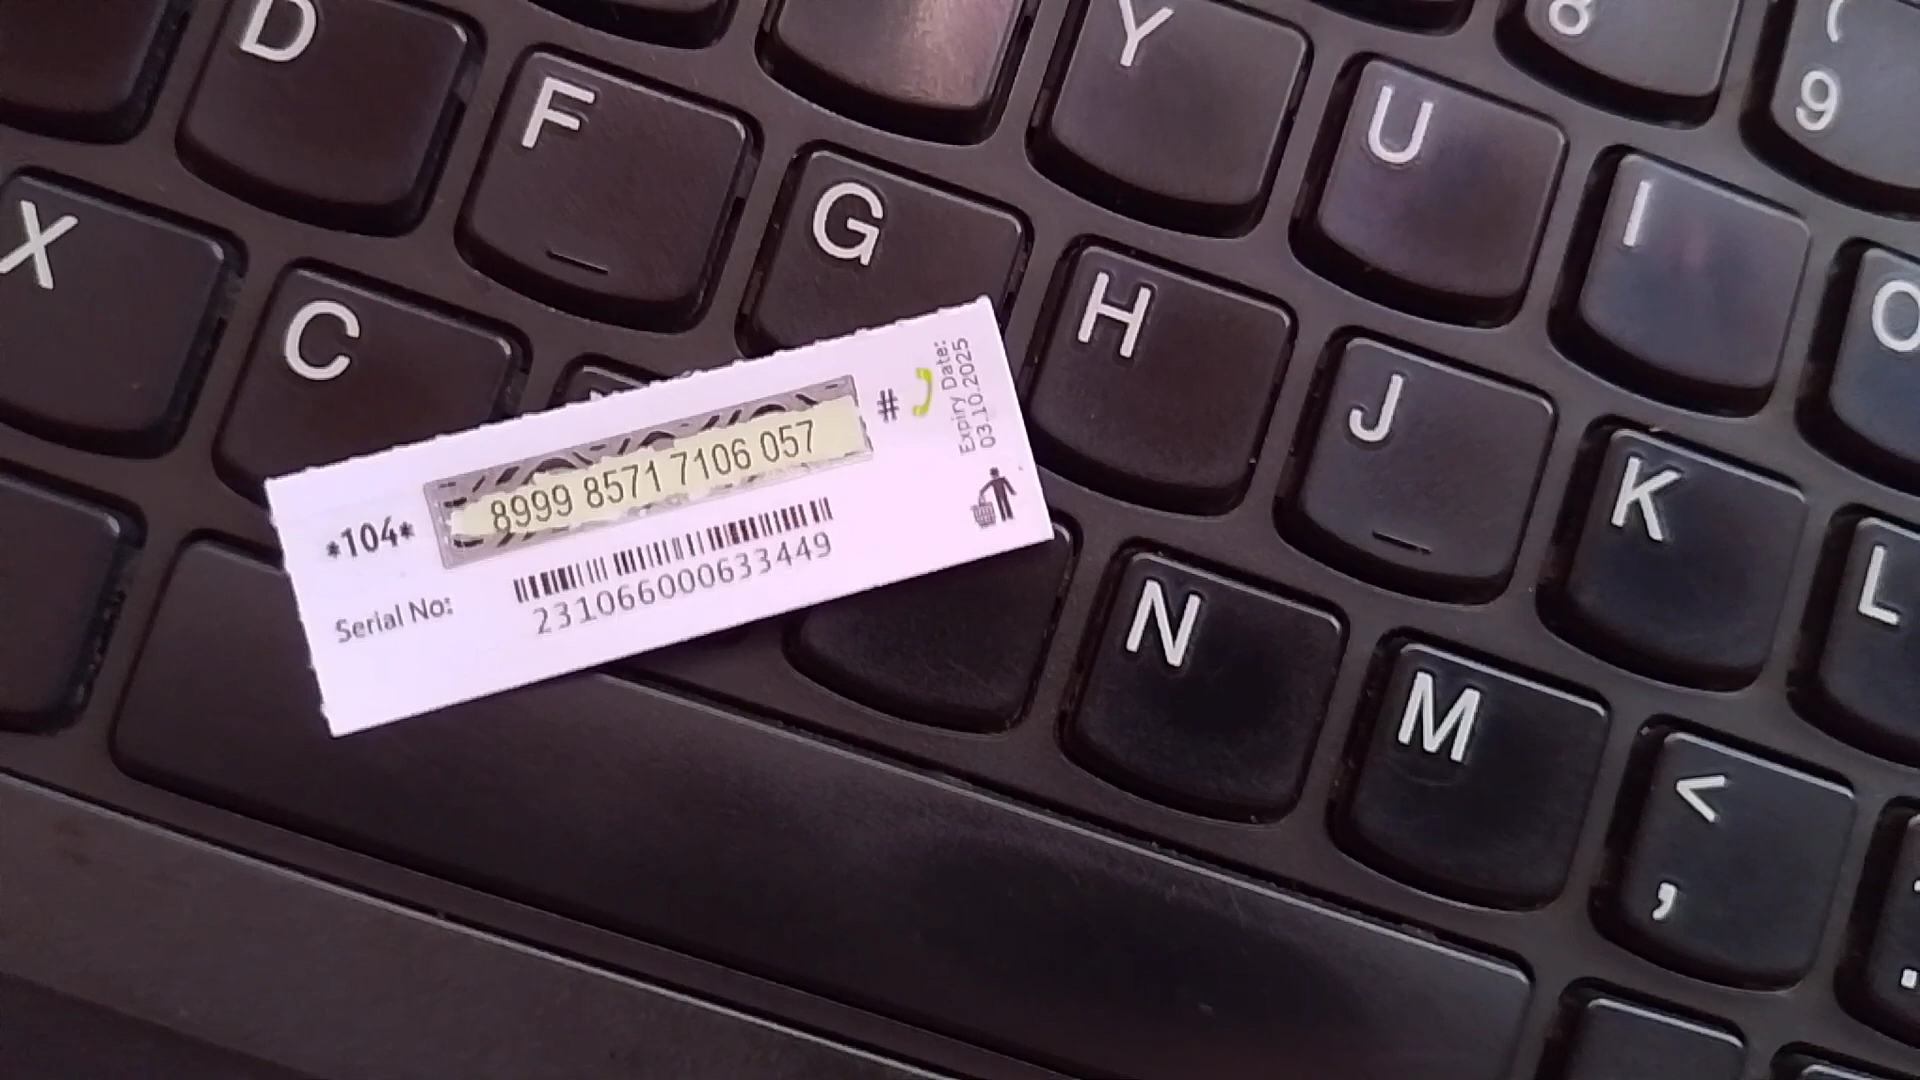 D
Y
8
(
9
F
U
X
G
I
C
H
O
J
K
L
*104* 8999 8571 7106 057 #
Expiry Date:
03.10.2025
Serial No: 231066000633449
N
M
<
,
.